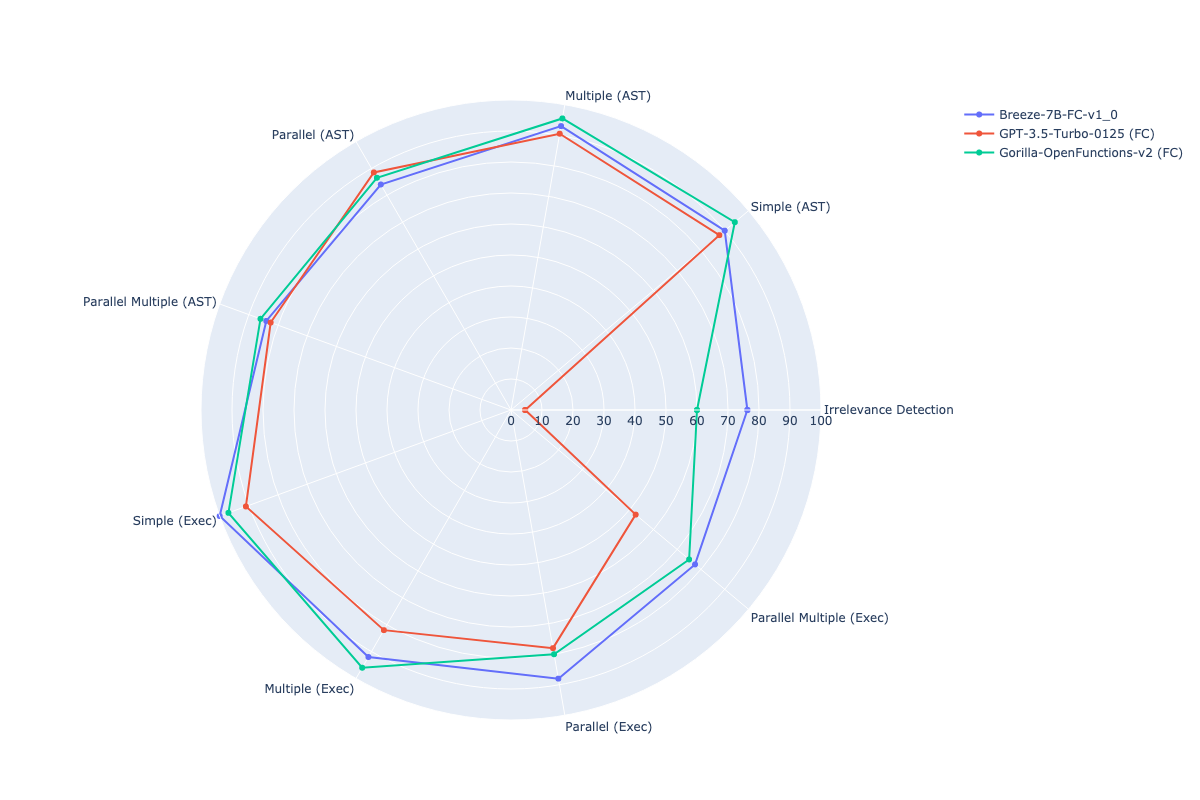 Multiple (AST)
Parallel (AST)
Simple (AST)
Parallel Multiple (AST)
Irrelevance Detection
0 10 20 30 40 50 60 70 80 90 100
Simple (Exec)
Parallel Multiple (Exec)
Multiple (Exec)
Parallel (Exec)
Breeze-7B-FC-v1_0
GPT-3.5-Turbo-0125 (FC)
Gorilla-OpenFunctions-v2 (FC)